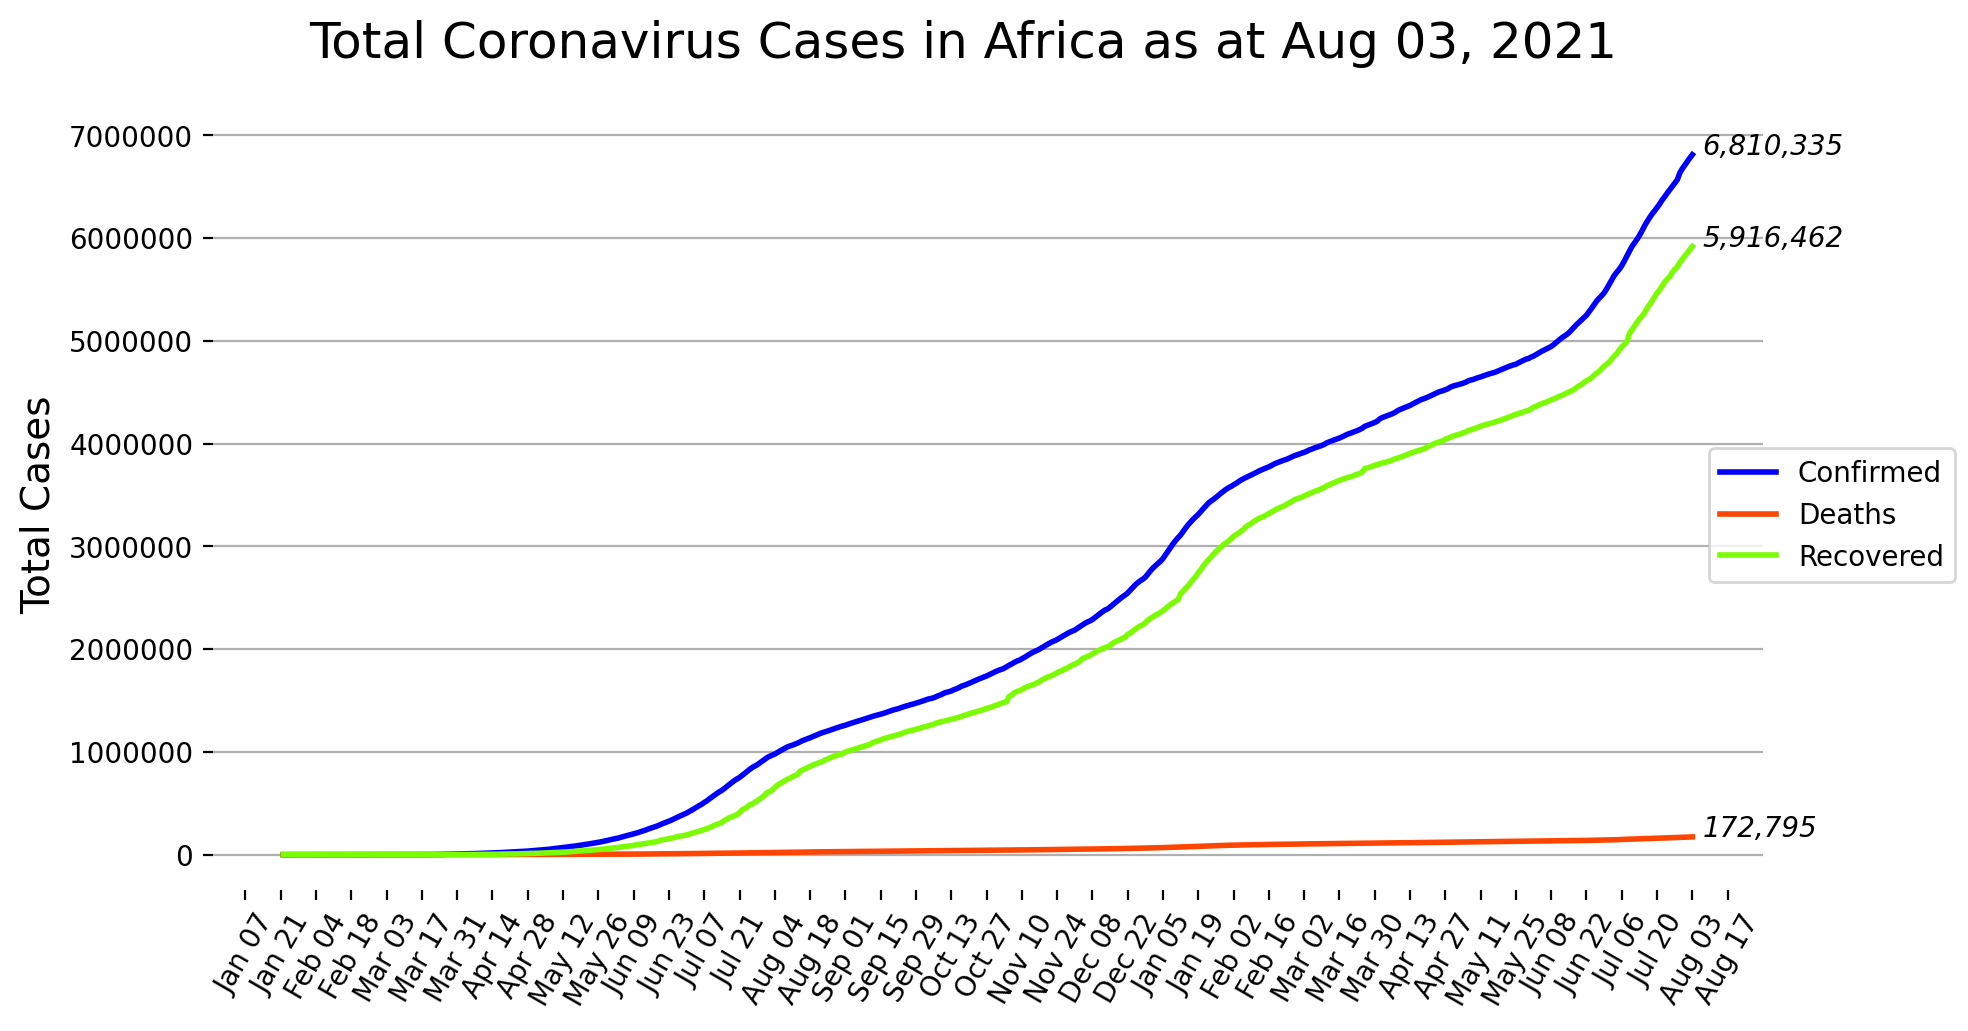 Total Coronavirus Cases in Africa as at Aug 03, 2021
7000000
6,810,335
6000000
5,916,462
5000000
4000000
3000000
2000000
1000000
172,795
0
Total Cases
Confirmed
Deaths
Recovered
Jan 07
Jan 21
Feb 04
Feb 18
Mar 03
Mar 17
Mar 31
Apr 14
Apr 28
May 12
May 26
Jun 09
Jun 23
Jul 07
Jul 21
Aug 04
Aug 18
Sep 01
Sep 15
Sep 29
Oct 13
Oct 27
Nov 10
Nov 24
Dec 08
Dec 22
Jan 05
Jan 19
Feb 02
Feb 16
Mar 02
Mar 16
Mar 30
Apr 13
Apr 27
May 11
May 25
Jun 08
Jun 22
Jul 06
Jul 20
Aug 03
Aug 17